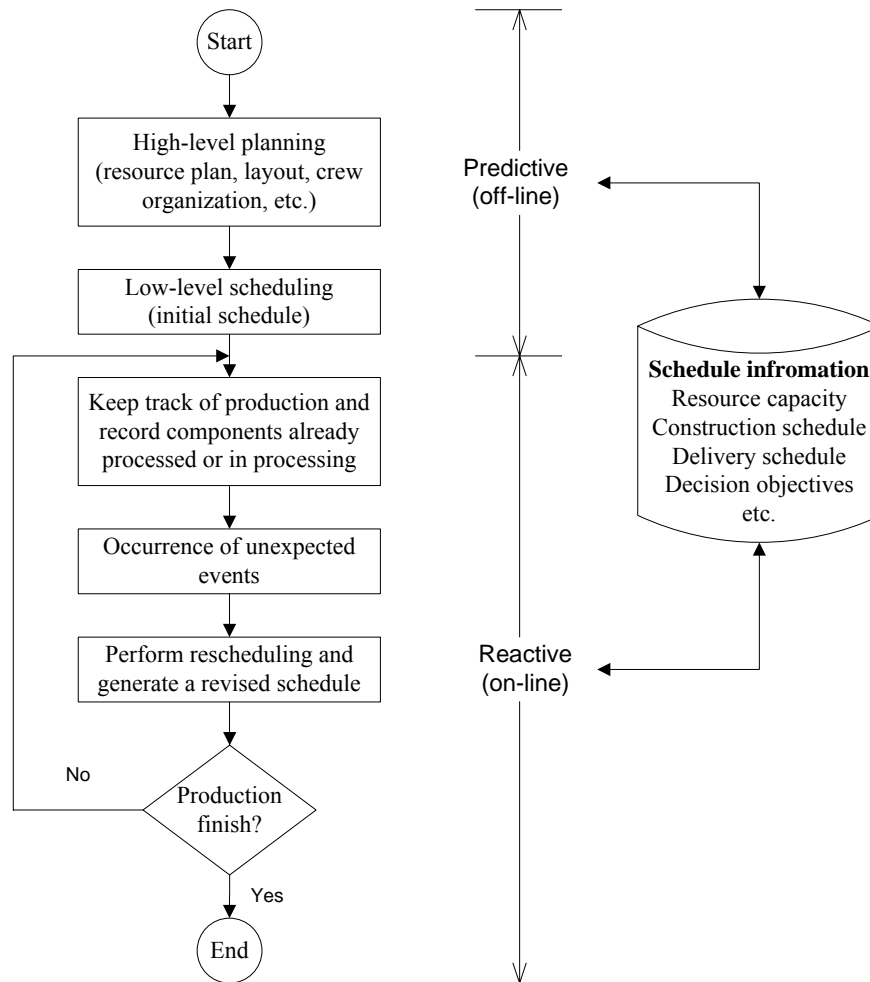 Start
High-level planning
(resource plan, layout, crew
organization, etc.)
Low-level scheduling
(initial schedule)
Keep track of production and
record components already
processed or in processing
Occurrence of unexpected
events
Perform rescheduling and
generate a revised schedule
No
Production
finish?
Yes
End
Predictive
(off-line)
Reactive
(on-line)
Schedule infromation
Resource capacity
Construction schedule
Delivery schedule
Decision objectives
etc.